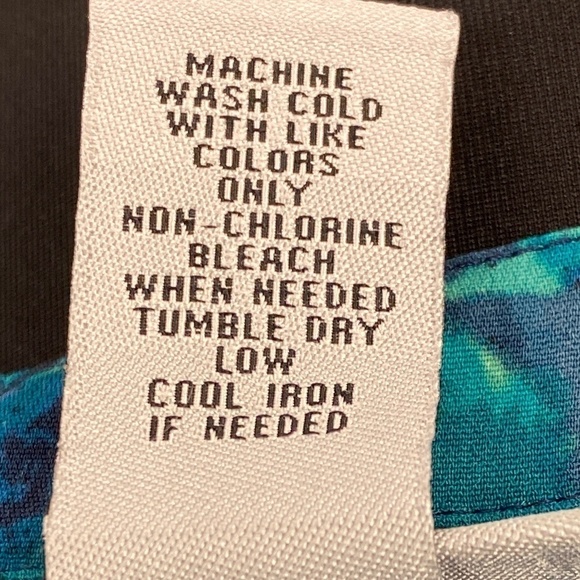 MACHINE
WASH COLD
WITH LIKE
COLORS
ONLY
NON-CHLORINE
BLEACH
WHEN NEEDED
TUMBLE DRY
LOW
COOL IRON
IF NEEDED